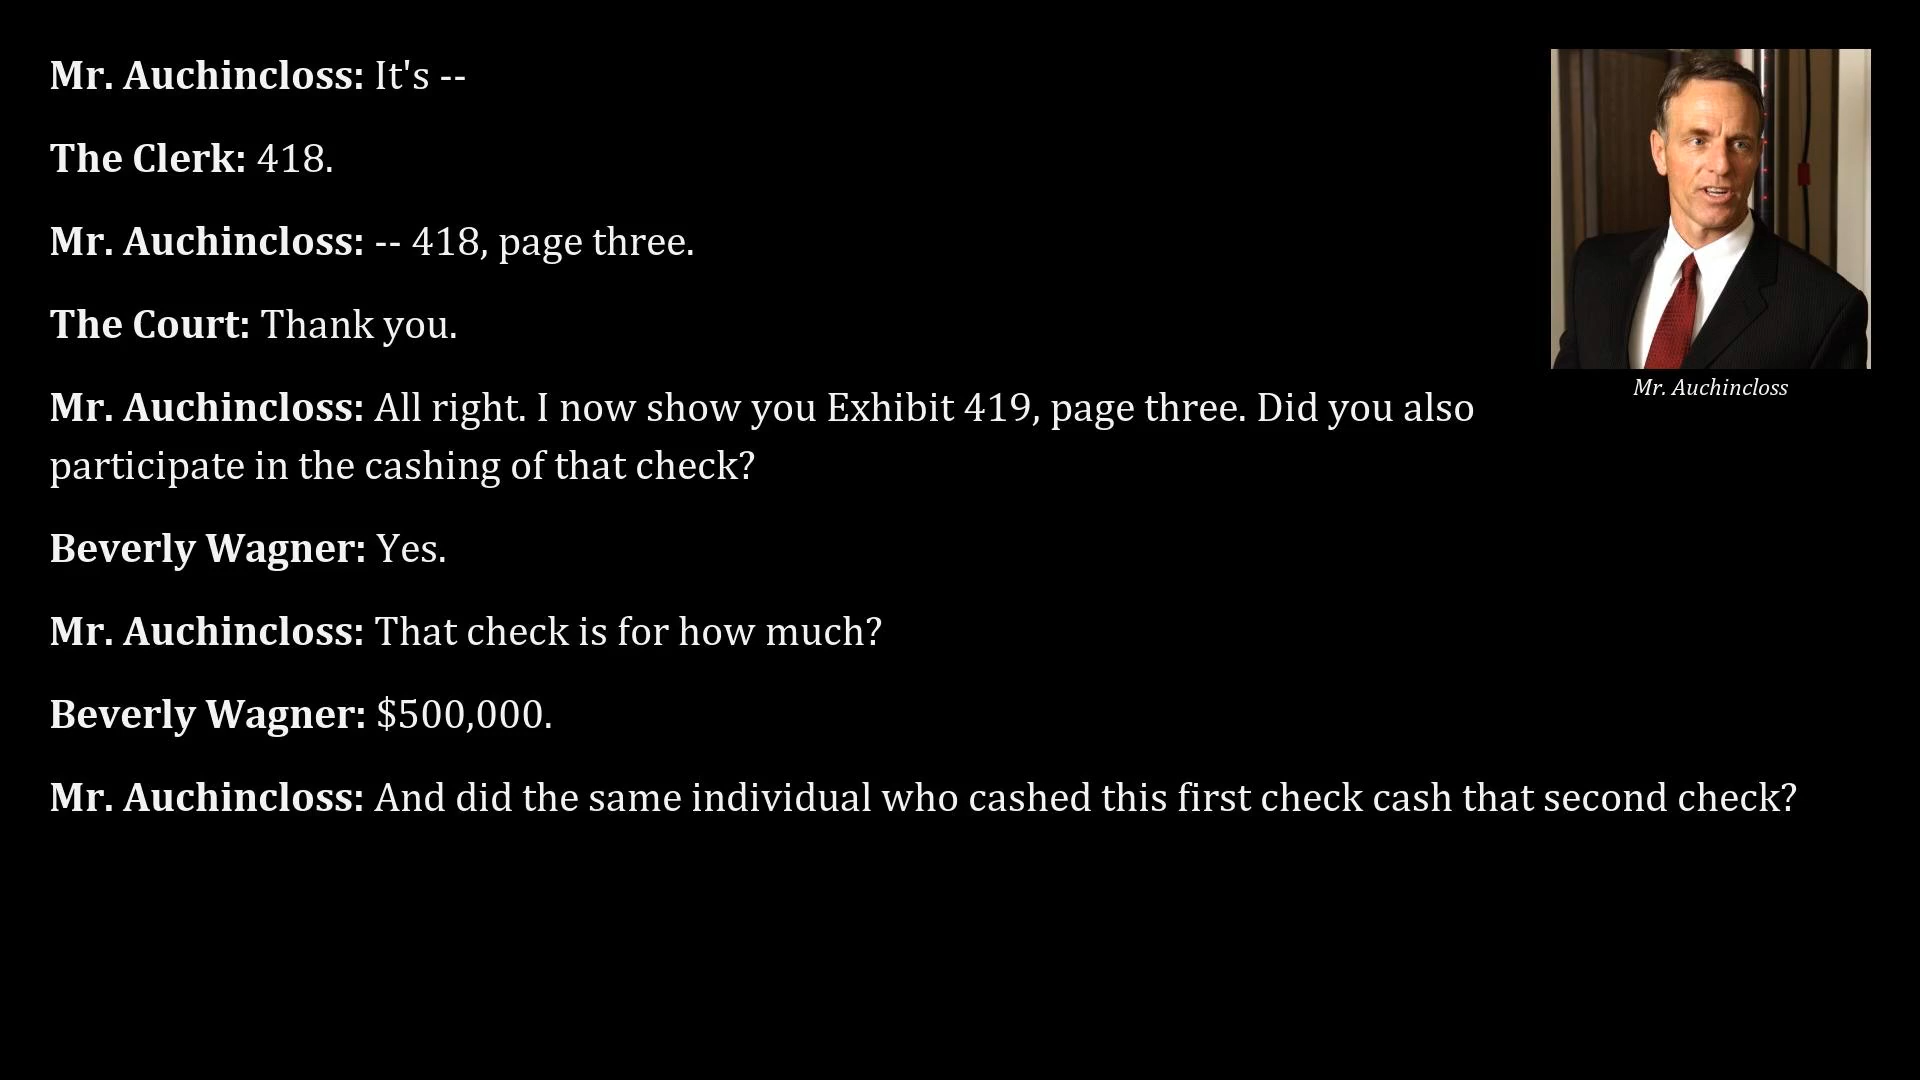 Mr. Auchincloss: It's --
The Clerk: 418.
Mr. Auchincloss: -- 418, page three.
The Court: Thank you.
Mr. Auchincloss: All right. I now show you Exhibit 419, page three. Did you also
participate in the cashing of that check?
Beverly Wagner: Yes.
Mr. Auchincloss: That check is for how much?
Beverly Wagner: $500,000.
Mr. Auchincloss: And did the same individual who cashed this first check cash that second check?
Mr. Auchincloss